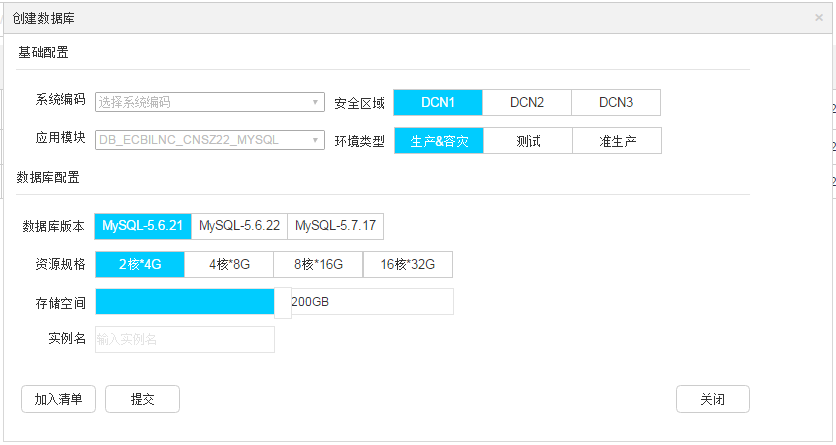 创建数据库 ×
基础配置
系统编码 选择系统编码 安全区域 DCN1 DCN2 DCN3
应用模块 DB_ECBILNC_CNSZ22_MYSQL 环境类型 生产&容灾 测试 准生产
数据库配置
数据库版本 MySQL-5.6.21 MySQL-5.6.22 MySQL-5.7.17
资源规格 2核*4G 4核*8G 8核*16G 16核*32G
存储空间 200GB
实例名 输入实例名
加入清单 提交 关闭